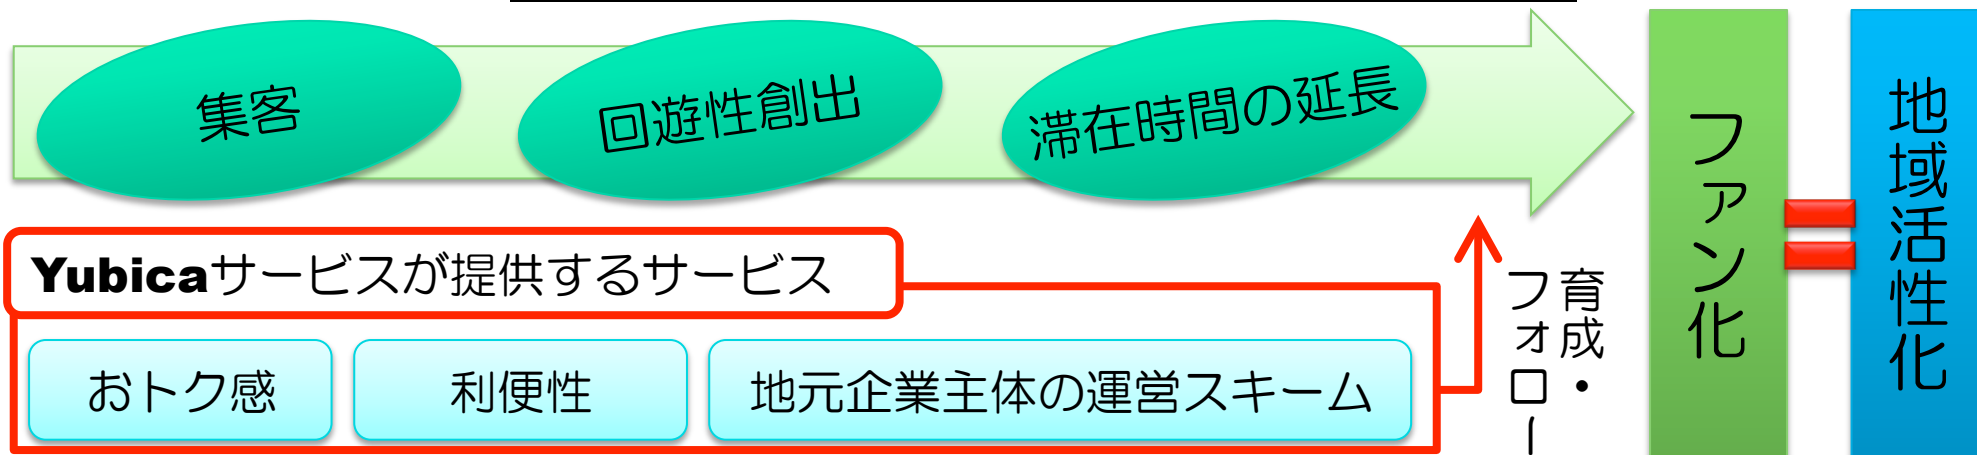 集客
回遊性創出
滞在時間の延長
Yubicaサービスが提供するサービス
おトク感
利便性
地元企業主体の運営スキーム
育成・
フォロー
ファン化
地域活性化